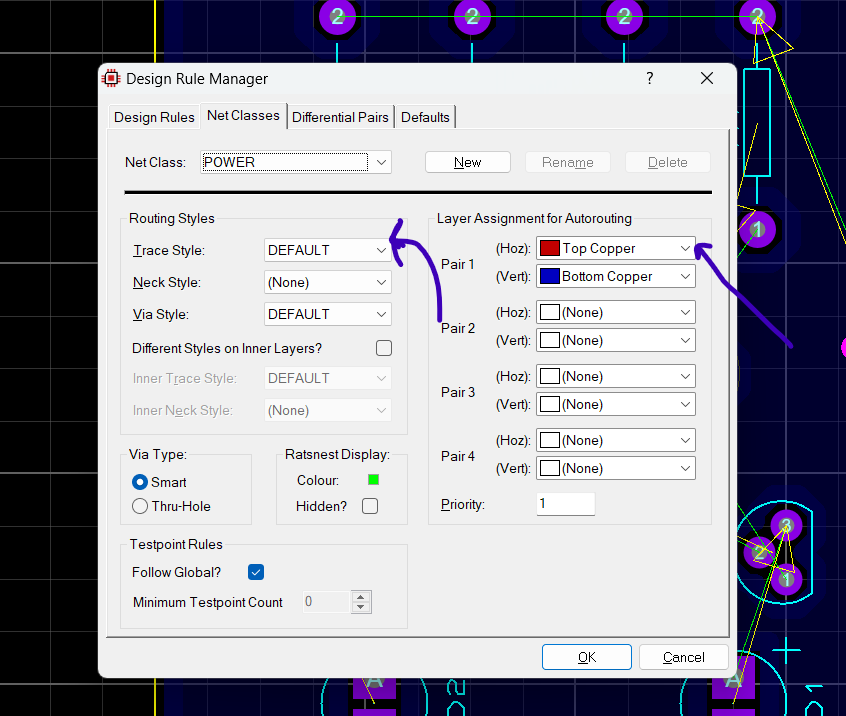 2 2 2 2
Design Rule Manager ?
Design Rules Net Classes Differential Pairs Defaults
Net Class: POWER New Rename Delete
Routing Styles
Trace Style: DEFAULT
Neck Style: (None)
Via Style: DEFAULT
Different Styles on Inner Layers?
Inner Trace Style: DEFAULT
Inner Neck Style: (None)
Layer Assignment for Autorouting
Pair 1
(Hoz): Top Copper
(Vert): Bottom Copper
Pair 2
(Hoz): (None)
(Vert): (None)
Pair 3
(Hoz): (None)
(Vert): (None)
Pair 4
(Hoz): (None)
(Vert): (None)
Priority: 1
Via Type:
Smart
Thru-Hole
Ratsnest Display:
Colour:
Hidden?
Testpoint Rules
Follow Global?
Minimum Testpoint Count 0
OK Cancel
1
3
2
1
A A